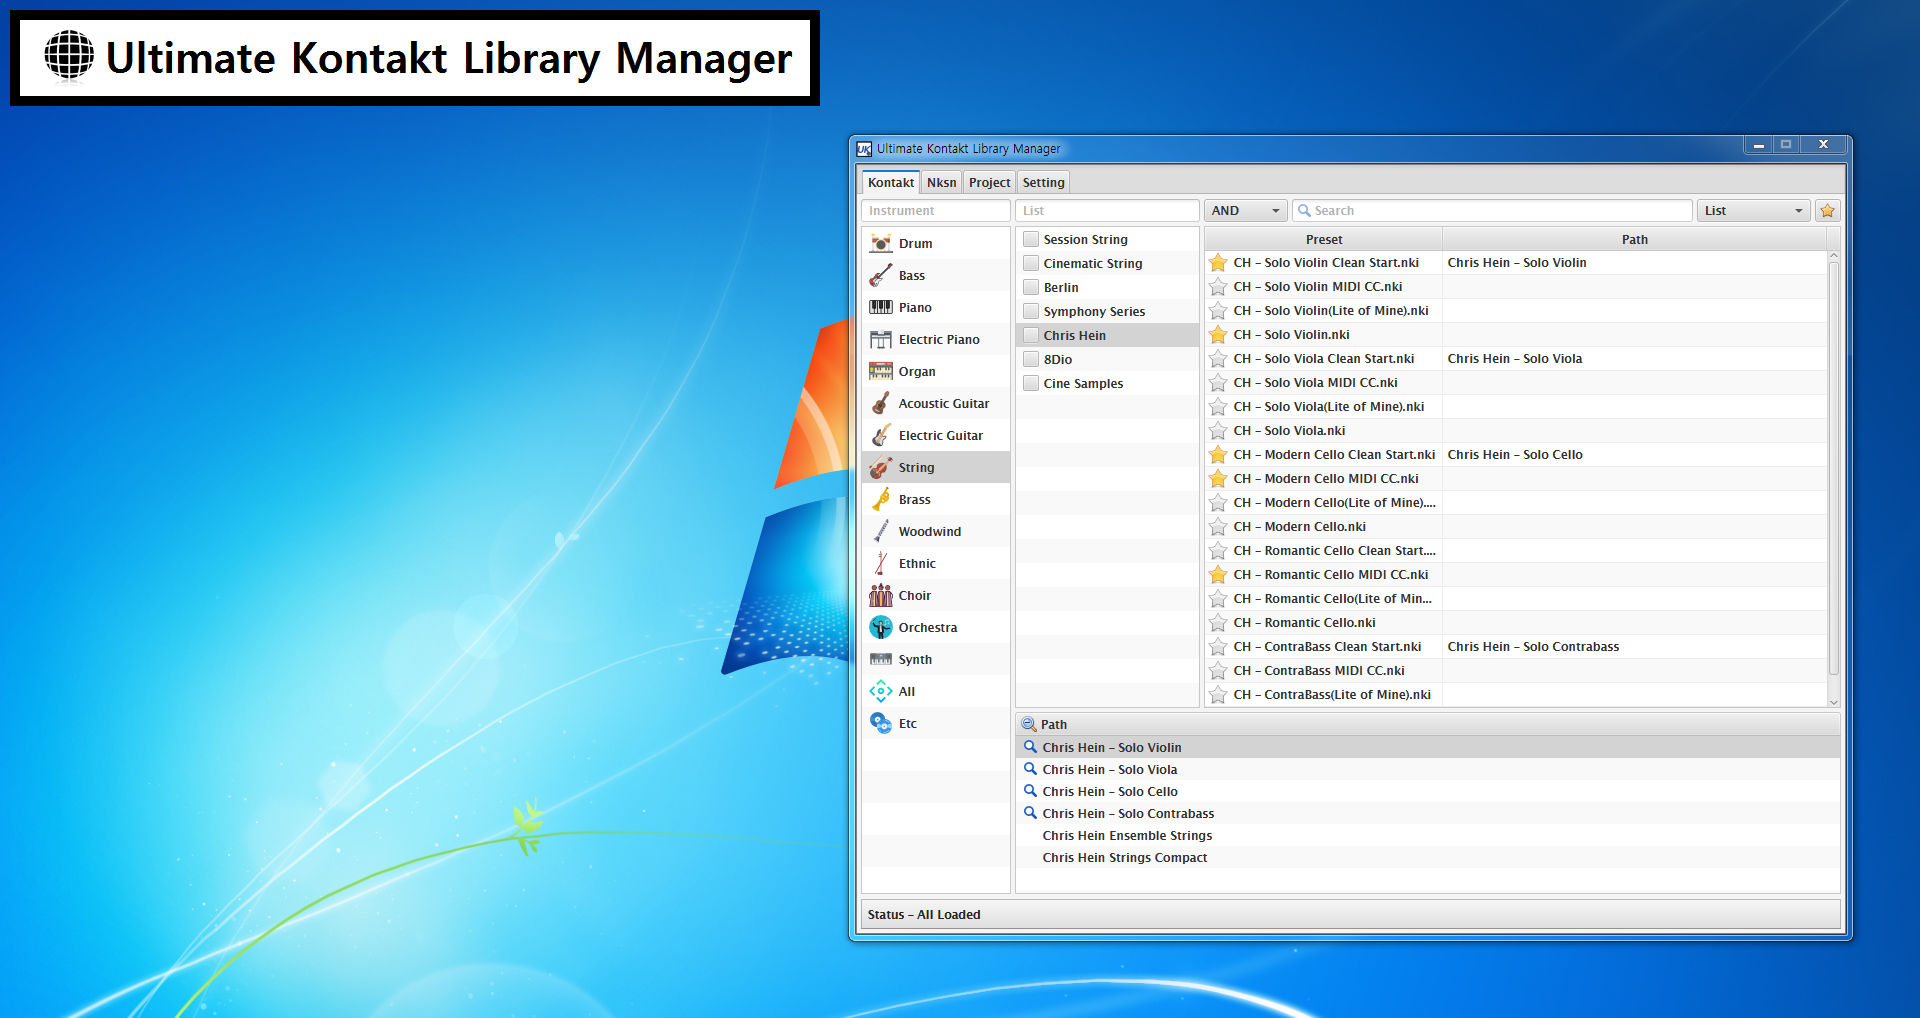 Ultimate Kontakt Library Manager
UK Ultimate Kontakt Library Manager
Kontakt Nksn Project Setting
Instrument List AND Search List
Drum
Bass
Piano
Electric Piano
Organ
Acoustic Guitar
Electric Guitar
String
Brass
Woodwind
Ethnic
Choir
Orchestra
Synth
All
Etc
Session String
Cinematic String
Berlin
Symphony Series
Chris Hein
8Dio
Cine Samples
Preset Path
CH – Solo Violin Clean Start.nki Chris Hein – Solo Violin
CH – Solo Violin MIDI CC.nki
CH – Solo Violin(Lite of Mine).nki
CH – Solo Violin.nki
CH – Solo Viola Clean Start.nki Chris Hein – Solo Viola
CH – Solo Viola MIDI CC.nki
CH – Solo Viola(Lite of Mine).nki
CH – Solo Viola.nki
CH – Modern Cello Clean Start.nki Chris Hein – Solo Cello
CH – Modern Cello MIDI CC.nki
CH – Modern Cello(Lite of Mine)....
CH – Modern Cello.nki
CH – Romantic Cello Clean Start....
CH – Romantic Cello MIDI CC.nki
CH – Romantic Cello(Lite of Min...
CH – Romantic Cello.nki
CH – ContraBass Clean Start.nki Chris Hein – Solo Contrabass
CH – ContraBass MIDI CC.nki
CH – ContraBass(Lite of Mine).nki
Path
Chris Hein – Solo Violin
Chris Hein – Solo Viola
Chris Hein – Solo Cello
Chris Hein – Solo Contrabass
Chris Hein Ensemble Strings
Chris Hein Strings Compact
Status – All Loaded